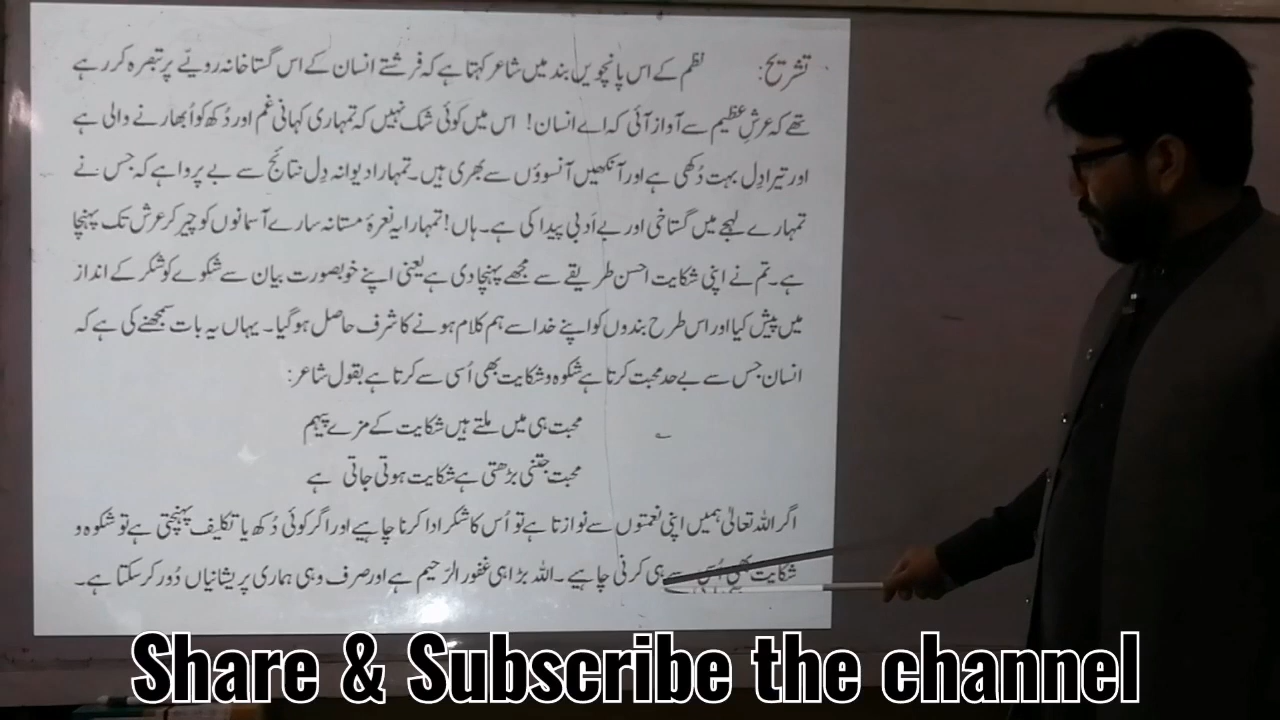 تشریح: نظم کے اس پانچویں بند میں شاعر کہتا ہے کہ فرشتے انسان کے اس گستاخانہ رویّے پر تبصرہ کر رہے
تھے کہ عرشِ عظیم سے آواز آئی کہ اے انسان! اس میں کوئی شک نہیں کہ تمہاری کہانی غم اور دُکھ کو اُبھارنے والی ہے
اور تیرا دِل بہت دُکھی ہے اور آنکھیں آنسوؤں سے بھری ہیں۔ تمہارا دیوانہ دِل نتائج سے بے پروا ہے کہ جس نے
تمہارے لہجے میں گستاخی اور بے اَدبی پیدا کی ہے۔ ہاں! تمہارا یہ نعرۂ مستانہ سارے آسمانوں کو چیر کر عرش تک پہنچا
ہے۔ تم نے اپنی شکایت احسن طریقے سے مجھے پہنچا دی ہے یعنی اپنے خوبصورت بیان سے شکوے کو شکر کے انداز
میں پیش کیا اور اس طرح بندوں کو اپنے خدا سے ہم کلام ہونے کا شرف حاصل ہو گیا۔ یہاں یہ بات سمجھنے کی ہے کہ
انسان جس سے بے حد محبت کرتا ہے شکوہ و شکایت بھی اُسی سے کرتا ہے بقول شاعر:
محبت ہی میں ملتے ہیں شکایت کے مزے پیہم
محبت جتنی بڑھتی ہے شکایت ہوتی جاتی ہے
اگر اللہ تعالیٰ ہمیں اپنی نعمتوں سے نوازتا ہے تو اُس کا شکر ادا کرنا چاہیے اور اگر کوئی دُکھ یا تکلیف پہنچتی ہے تو شکوہ و
شکایت بھی اُسی سے ہی کرنی چاہیے۔ اللہ بڑا ہی غفور الرّحیم ہے اور صرف وہی ہماری پریشانیاں دُور کر سکتا ہے۔
Share & Subscribe the channel